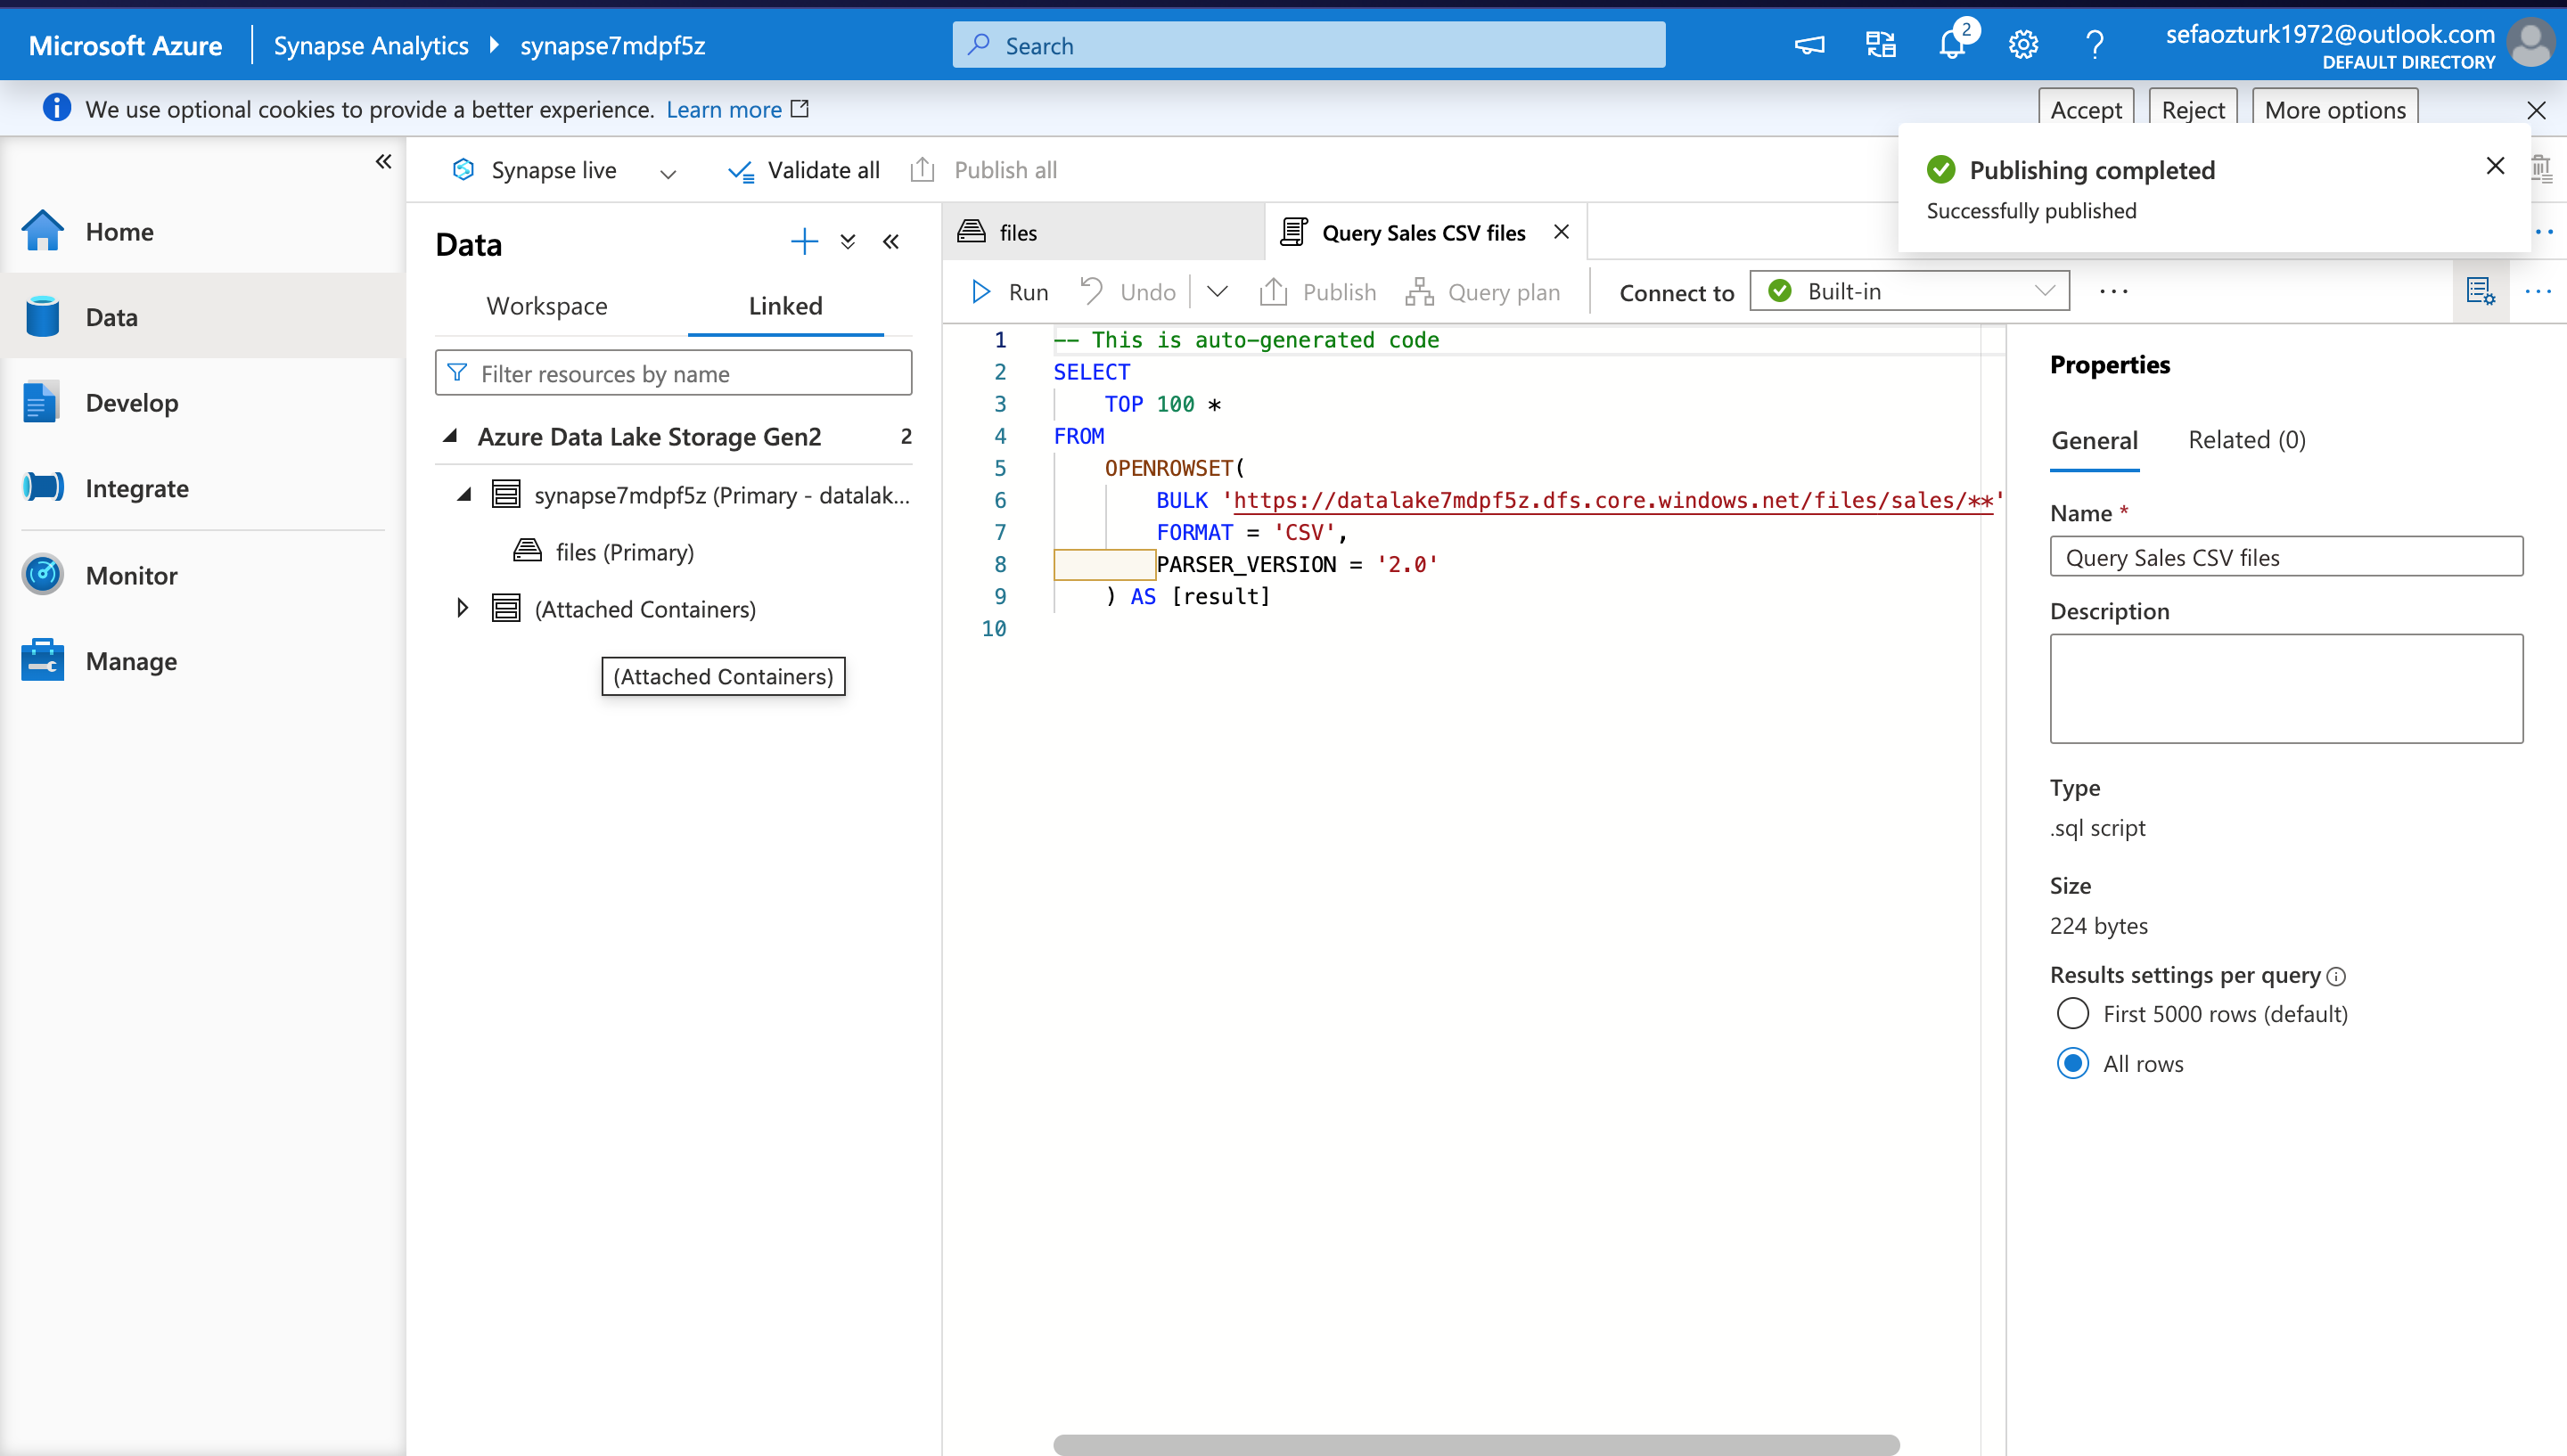 Microsoft Azure
Synapse Analytics
synapse7mdpf5z
Search
2
sefaozturk1972@outlook.com
DEFAULT DIRECTORY
We use optional cookies to provide a better experience. Learn more
Accept
Reject
More options
Publishing completed
Successfully published
Home
Data
Develop
Integrate
Monitor
Manage
Synapse live
Validate all
Publish all
Data
Workspace
Linked
Filter resources by name
Azure Data Lake Storage Gen2 2
synapse7mdpf5z (Primary - datalak...
files (Primary)
(Attached Containers)
(Attached Containers)
files
Query Sales CSV files
Run
Undo
Publish
Query plan
Connect to
Built-in
1 -- This is auto-generated code
2 SELECT
3 TOP 100 *
4 FROM
5 OPENROWSET(
6 BULK 'https://datalake7mdpf5z.dfs.core.windows.net/files/sales/**'
7 FORMAT = 'CSV',
8 PARSER_VERSION = '2.0'
9 ) AS [result]
10
Properties
General
Related (0)
Name *
Query Sales CSV files
Description
Type
.sql script
Size
224 bytes
Results settings per query
First 5000 rows (default)
All rows